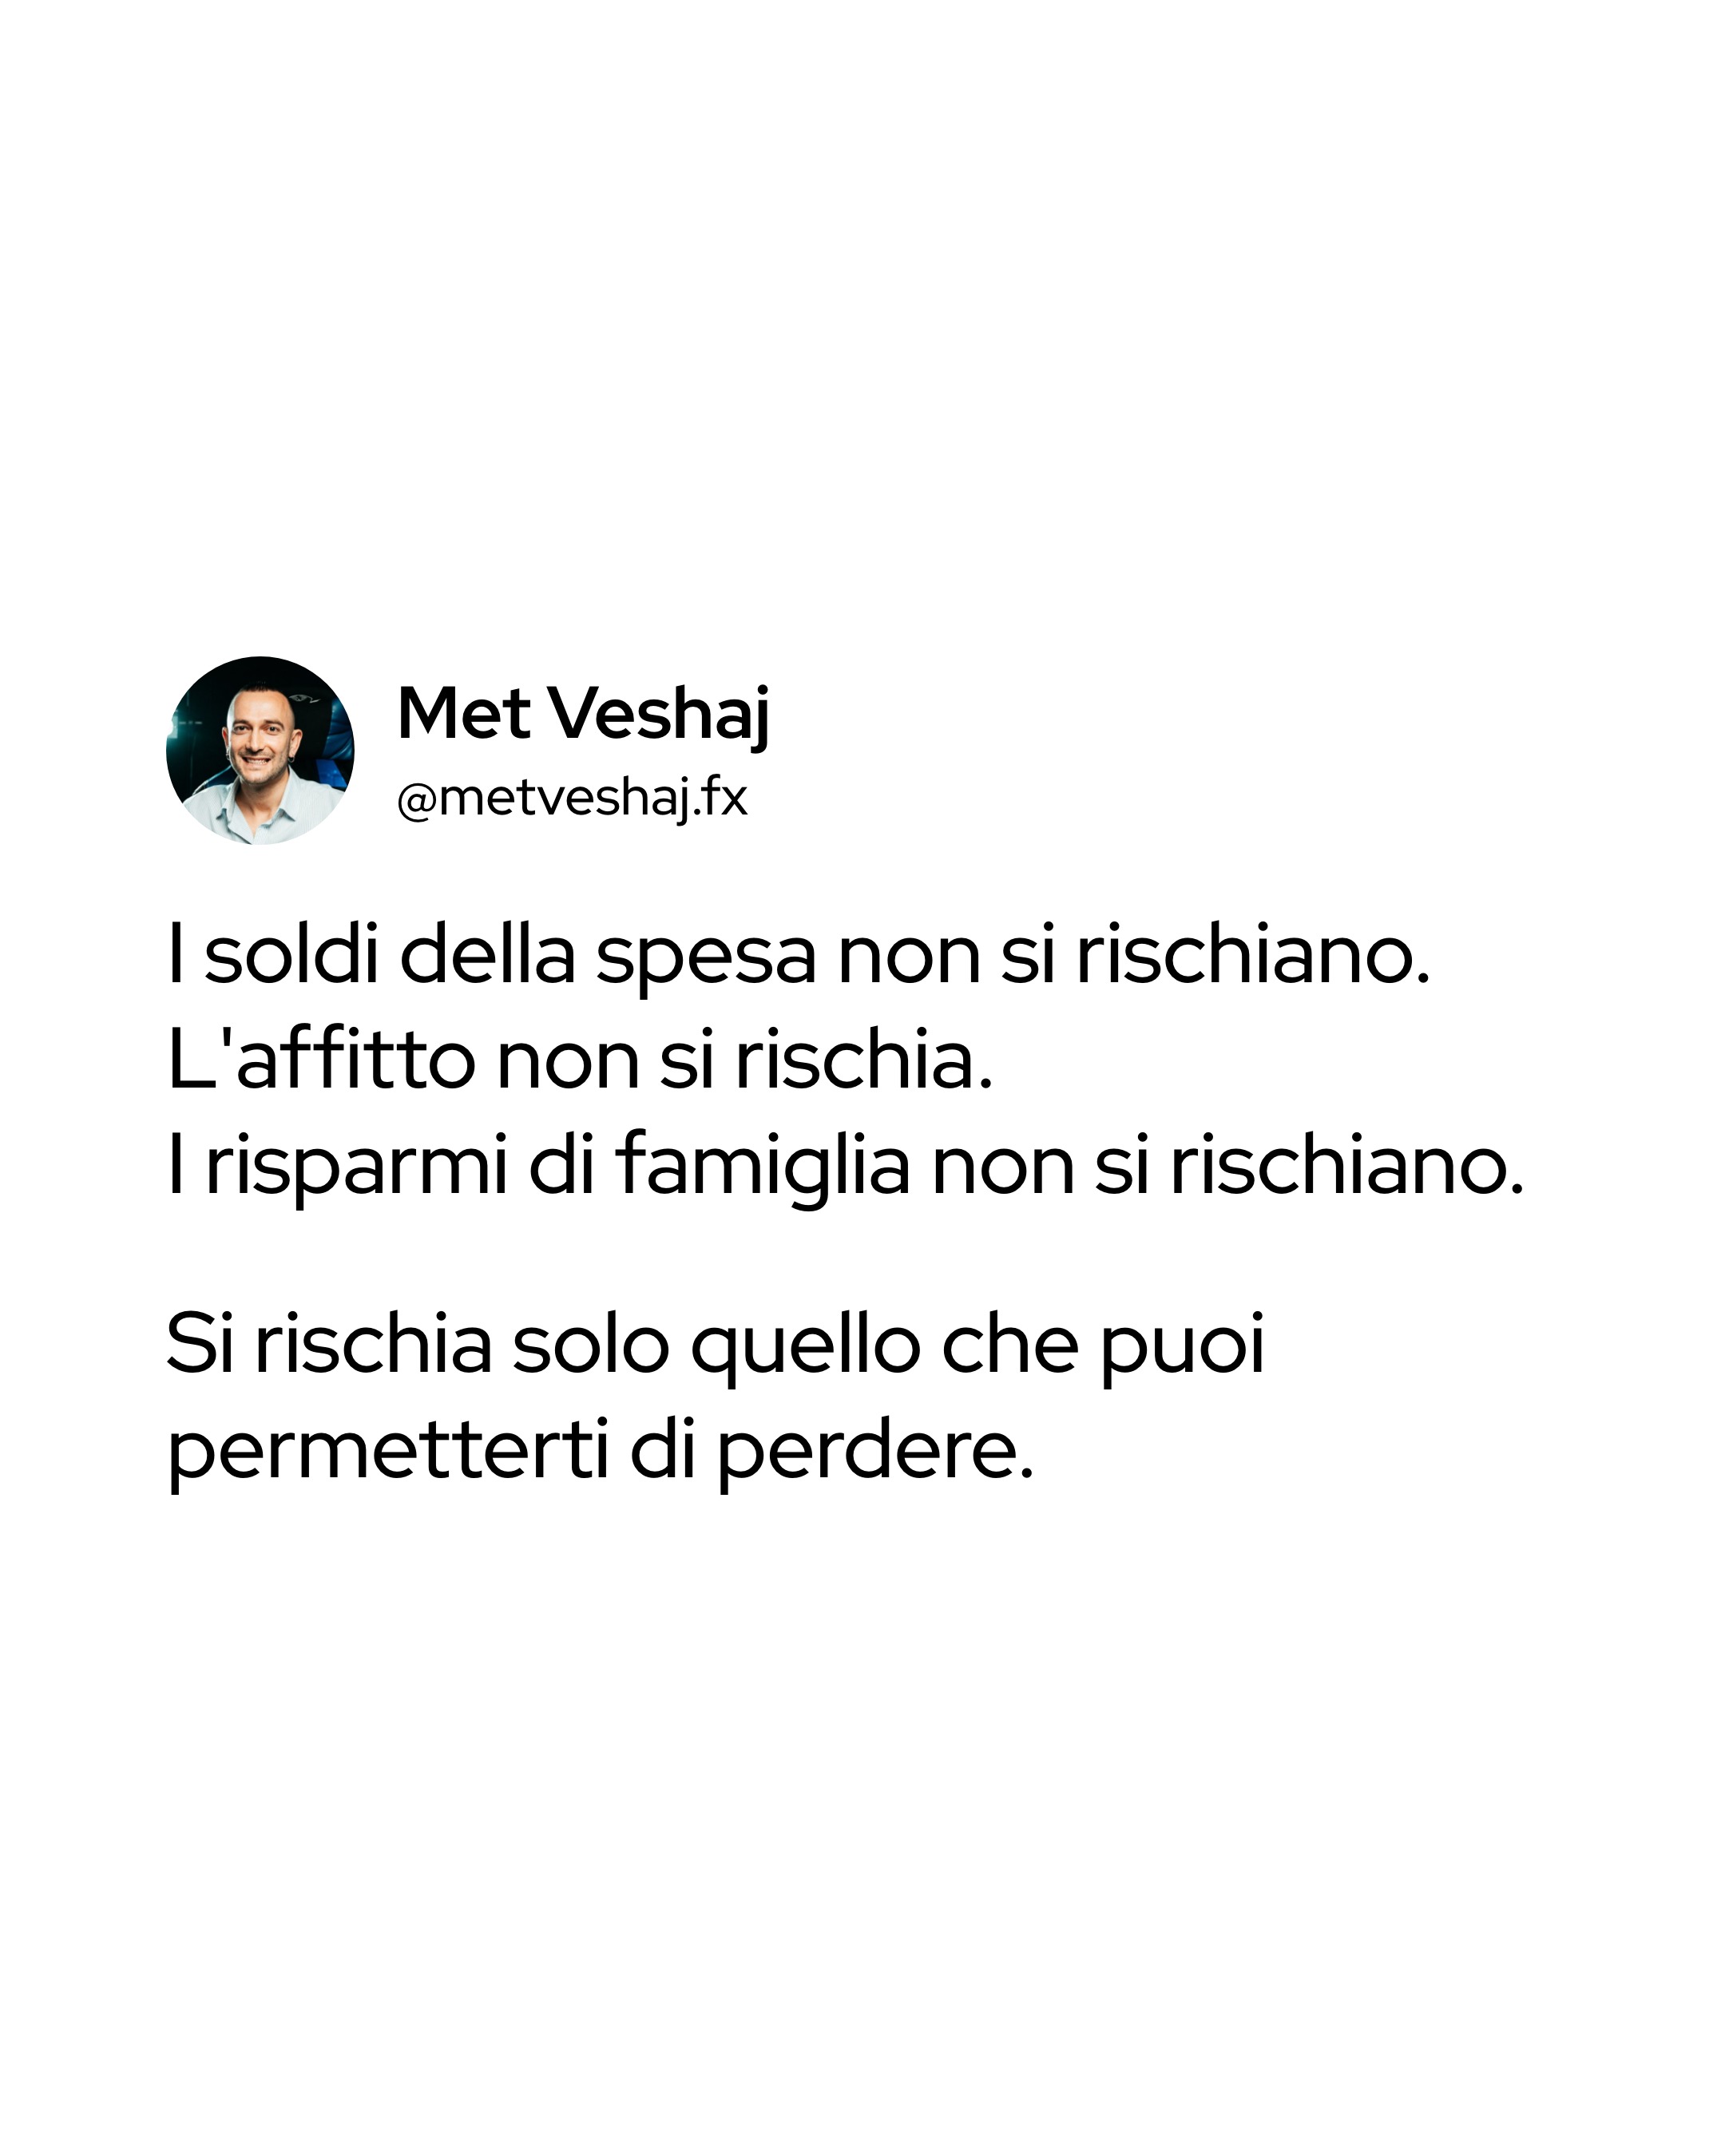 Met Veshaj
@metveshaj.fx
I soldi della spesa non si rischiano.
L'affitto non si rischia.
I risparmi di famiglia non si rischiano.
Si rischia solo quello che puoi
permetterti di perdere.